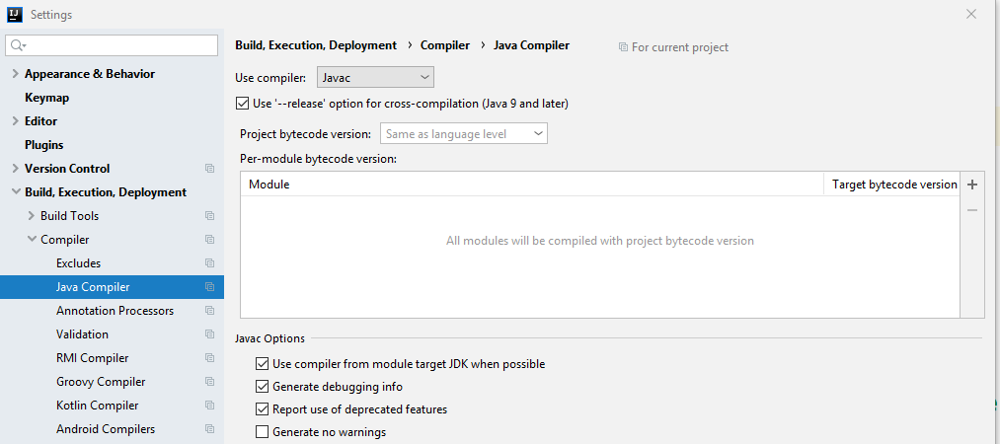 Settings
Appearance & Behavior
Keymap
Editor
Plugins
Version Control
Build, Execution, Deployment
Build Tools
Compiler
Excludes
Java Compiler
Annotation Processors
Validation
RMI Compiler
Groovy Compiler
Kotlin Compiler
Android Compilers
Build, Execution, Deployment › Compiler › Java Compiler
For current project
Use compiler: Javac
Use '--release' option for cross-compilation (Java 9 and later)
Project bytecode version: Same as language level
Per-module bytecode version:
Module Target bytecode version
All modules will be compiled with project bytecode version
Javac Options
Use compiler from module target JDK when possible
Generate debugging info
Report use of deprecated features
Generate no warnings